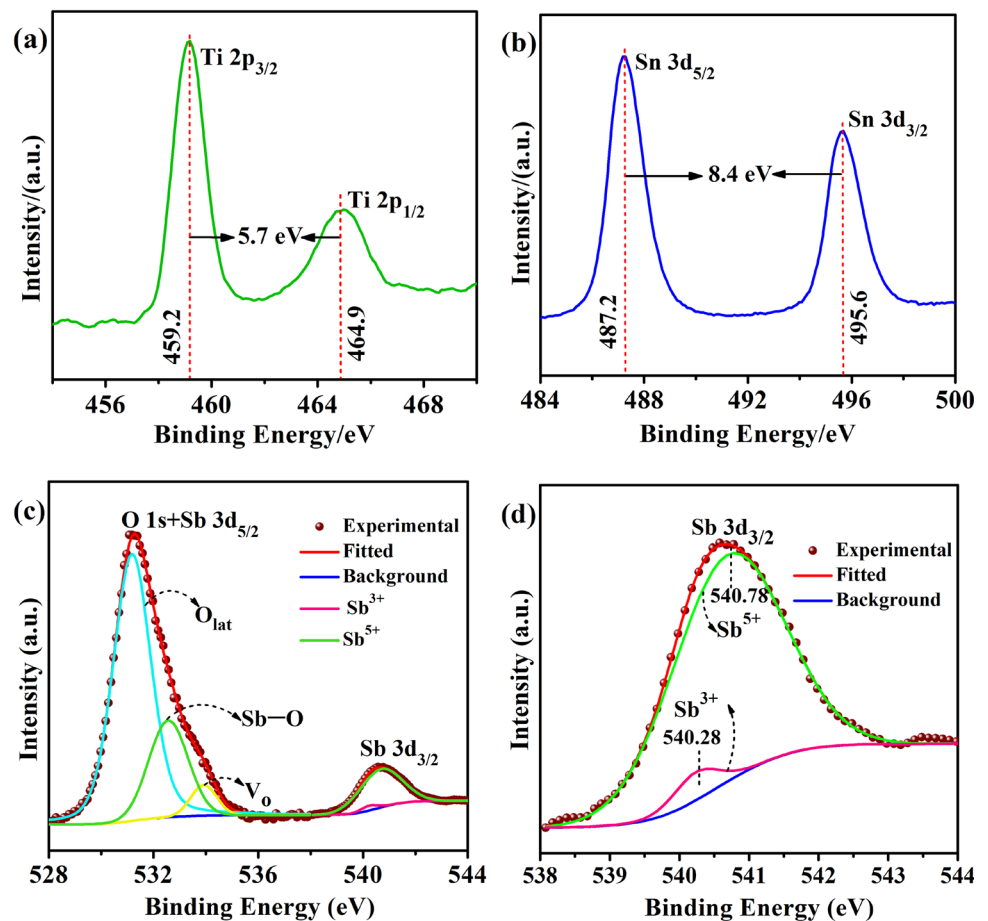 (a)
Ti 2p3/2
Ti 2p1/2
5.7 eV
459.2
464.9
Intensity/(a.u.)
456 460 464 468
Binding Energy/eV
(b)
Sn 3d5/2
Sn 3d3/2
8.4 eV
487.2
495.6
Intensity/(a.u.)
484 488 492 496 500
Binding Energy/eV
(c)
O 1s+Sb 3d5/2
Experimental
Fitted
Background
Sb3+
Sb5+
Olat
Sb—O
Vo
Sb 3d3/2
Intensity (a.u.)
528 530 532 534 536 538 540 542 544
Binding Energy (eV)
(d)
Sb 3d3/2
Experimental
Fitted
Background
540.78
Sb5+
Sb3+
540.28
Intensity (a.u.)
538 539 540 541 542 543 544
Binding Energy (eV)